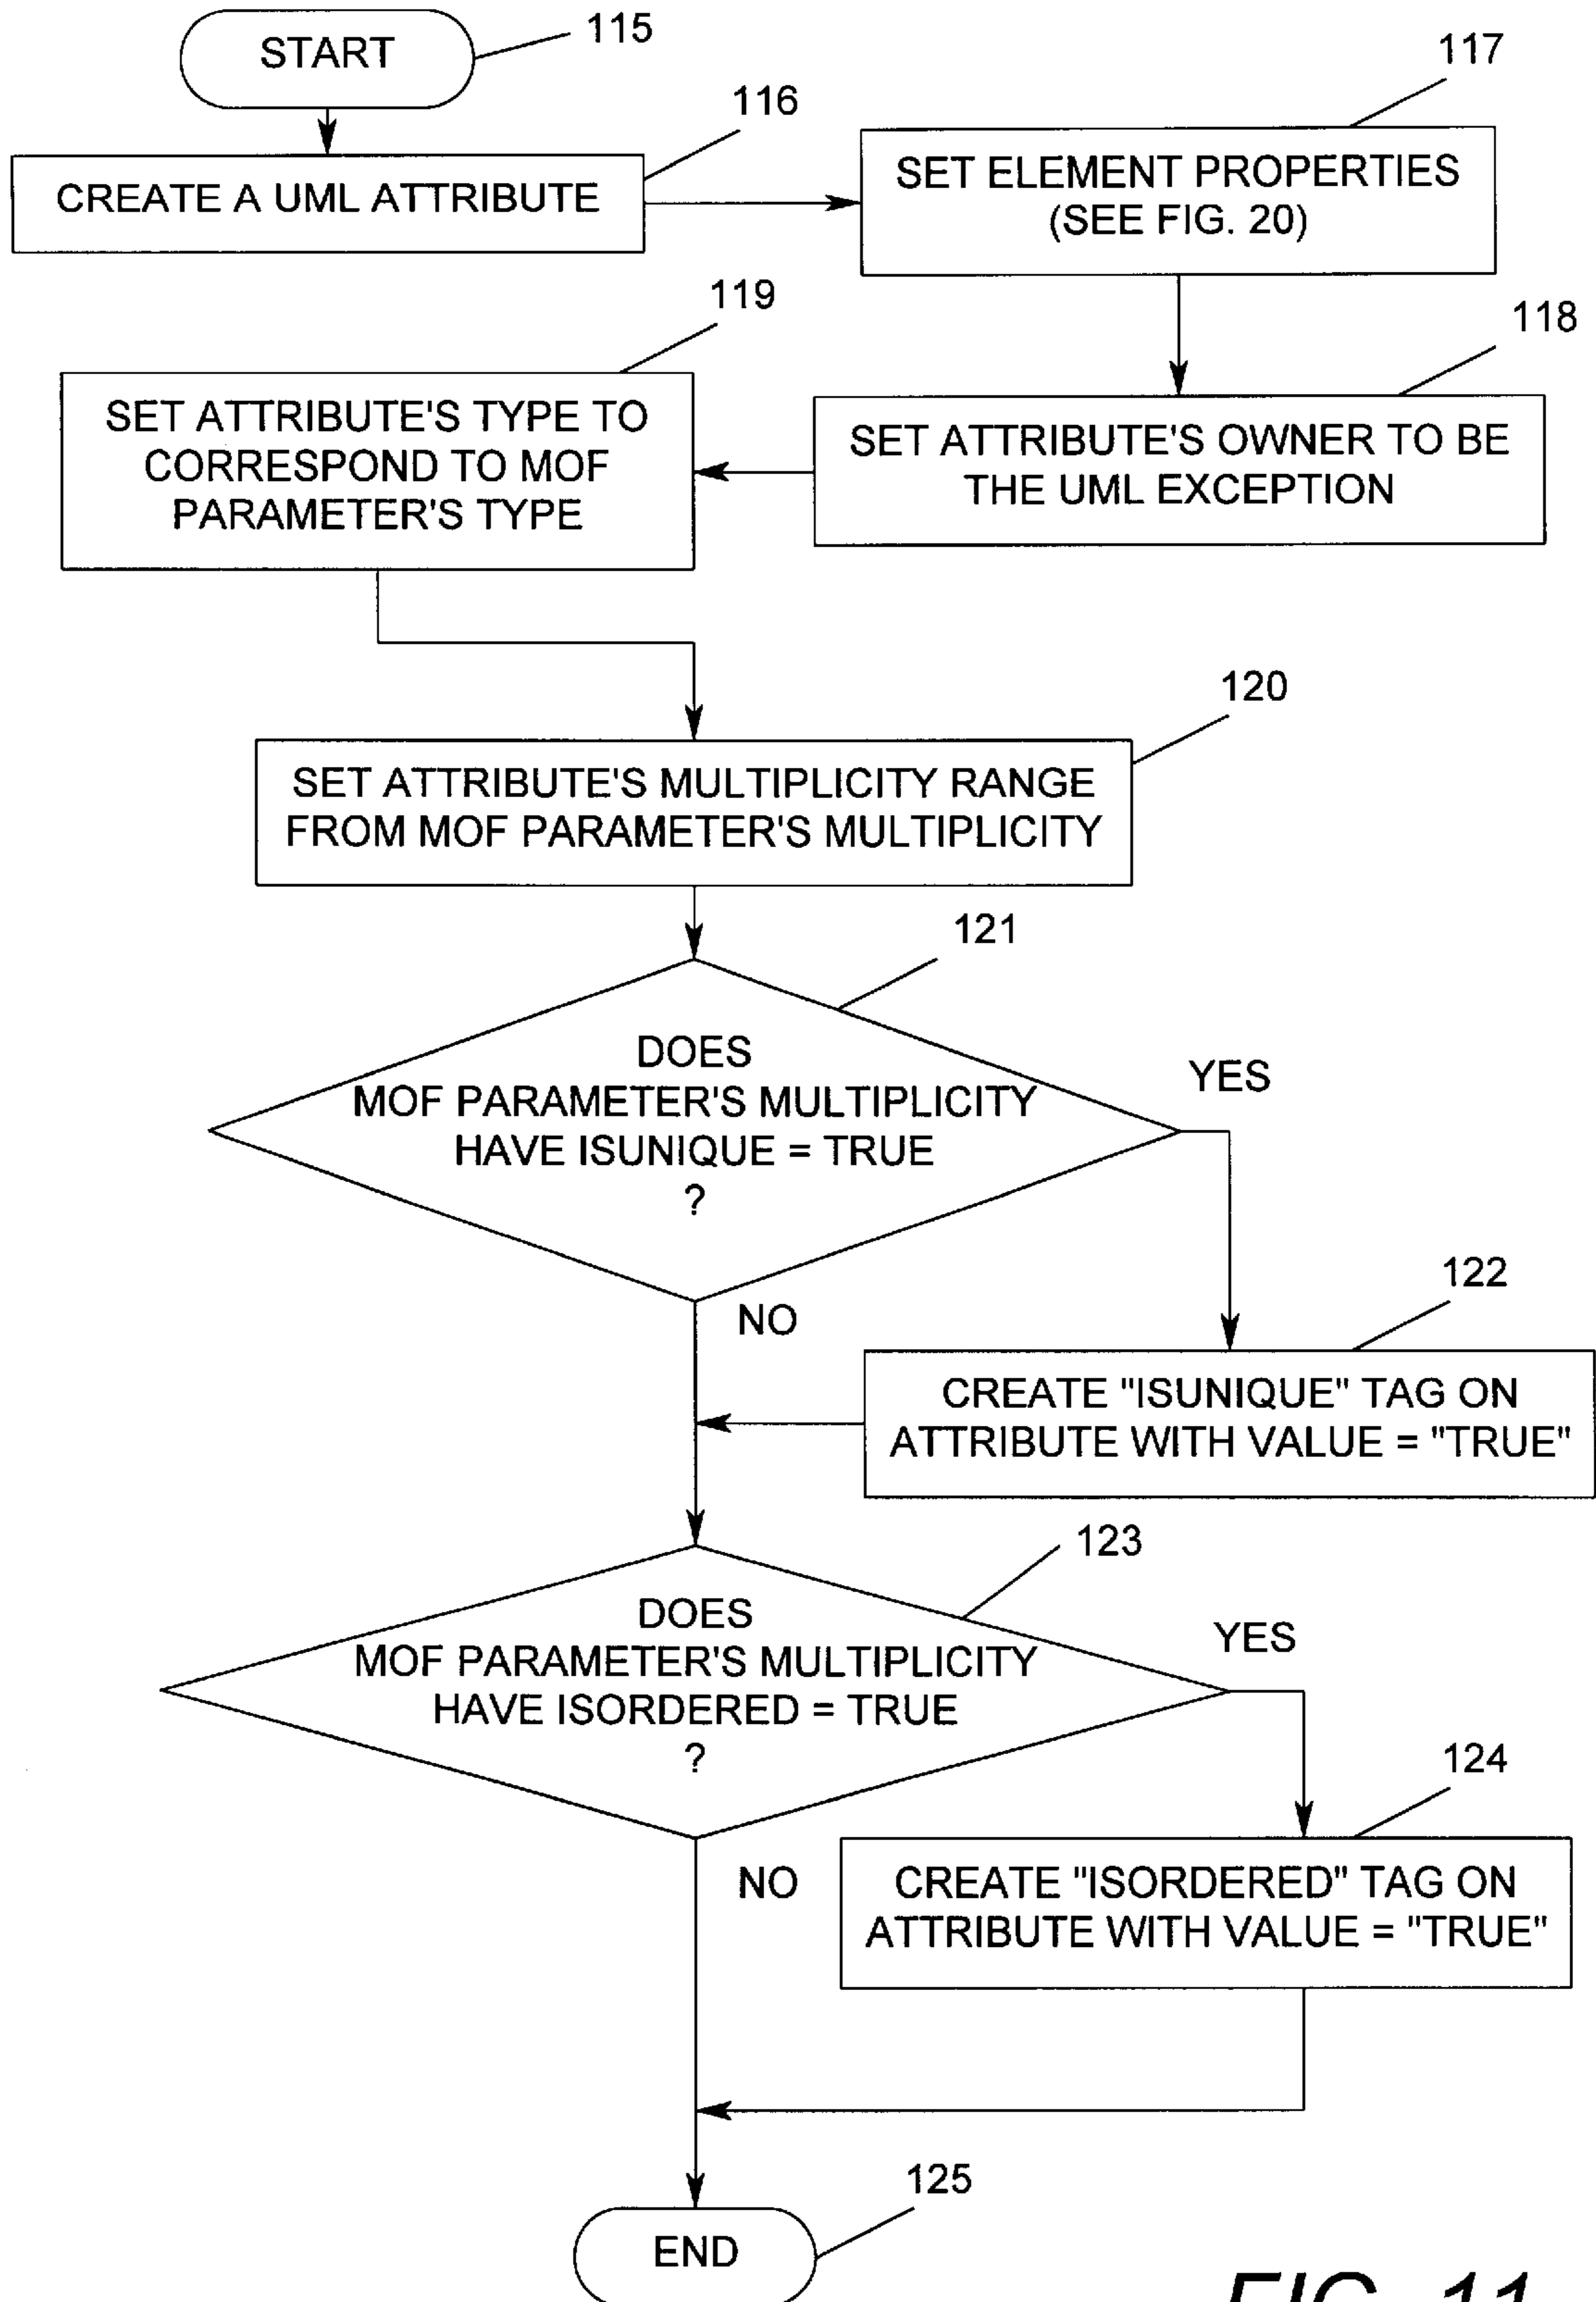 START
115
CREATE A UML ATTRIBUTE
116
SET ELEMENT PROPERTIES
(SEE FIG. 20)
117
SET ATTRIBUTE'S OWNER TO BE
THE UML EXCEPTION
118
SET ATTRIBUTE'S TYPE TO
CORRESPOND TO MOF
PARAMETER'S TYPE
119
SET ATTRIBUTE'S MULTIPLICITY RANGE
FROM MOF PARAMETER'S MULTIPLICITY
120
DOES
MOF PARAMETER'S MULTIPLICITY
HAVE ISUNIQUE = TRUE
?
121
YES
NO
CREATE "ISUNIQUE" TAG ON
ATTRIBUTE WITH VALUE = "TRUE"
122
DOES
MOF PARAMETER'S MULTIPLICITY
HAVE ISORDERED = TRUE
?
123
YES
NO
CREATE "ISORDERED" TAG ON
ATTRIBUTE WITH VALUE = "TRUE"
124
END
125
FIG. 11